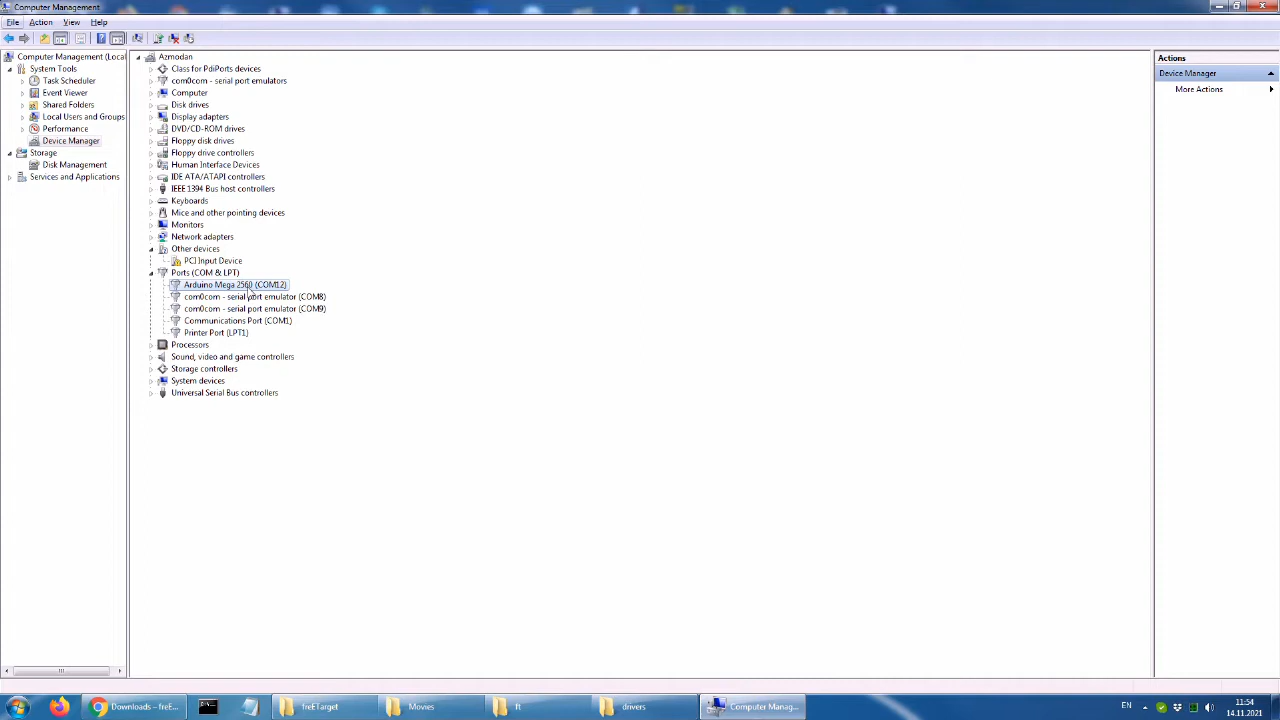 Computer Management
File Action View Help
Computer Management (Local
System Tools
Task Scheduler
Event Viewer
Shared Folders
Local Users and Groups
Performance
Device Manager
Storage
Disk Management
Services and Applications
Azmodan
Class for PdiPorts devices
com0com - serial port emulators
Computer
Disk drives
Display adapters
DVD/CD-ROM drives
Floppy disk drives
Floppy drive controllers
Human Interface Devices
IDE ATA/ATAPI controllers
IEEE 1394 Bus host controllers
Keyboards
Mice and other pointing devices
Monitors
Network adapters
Other devices
PCI Input Device
Ports (COM & LPT)
Arduino Mega 2560 (COM12)
com0com - serial port emulator (COM8)
com0com - serial port emulator (COM9)
Communications Port (COM1)
Printer Port (LPT1)
Processors
Sound, video and game controllers
Storage controllers
System devices
Universal Serial Bus controllers
Actions
Device Manager
More Actions
Downloads – freE...
freETarget
Movies
ft
drivers
Computer Manag...
EN
11:54
14.11.2021